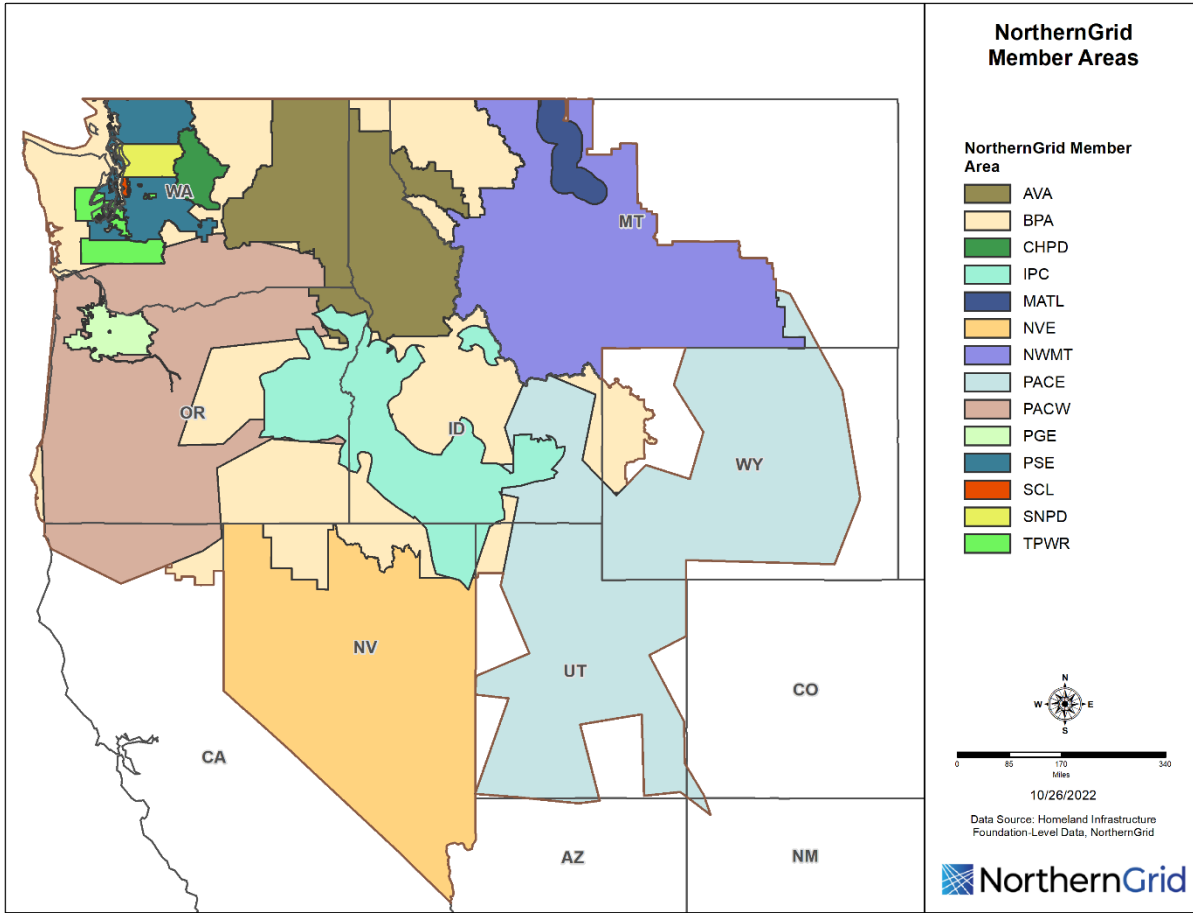 NorthernGrid
Member Areas
NorthernGrid Member
Area
AVA
BPA
CHPD
IPC
MATL
NVE
NWMT
PACE
PACW
PGE
PSE
SCL
SNPD
TPWR
WA
MT
OR
ID
WY
NV
UT
CO
CA
AZ
NM
N
W E
S
0 85 170 340
Miles
10/26/2022
Data Source: Homeland Infrastructure
Foundation-Level Data, NorthernGrid
NorthernGrid